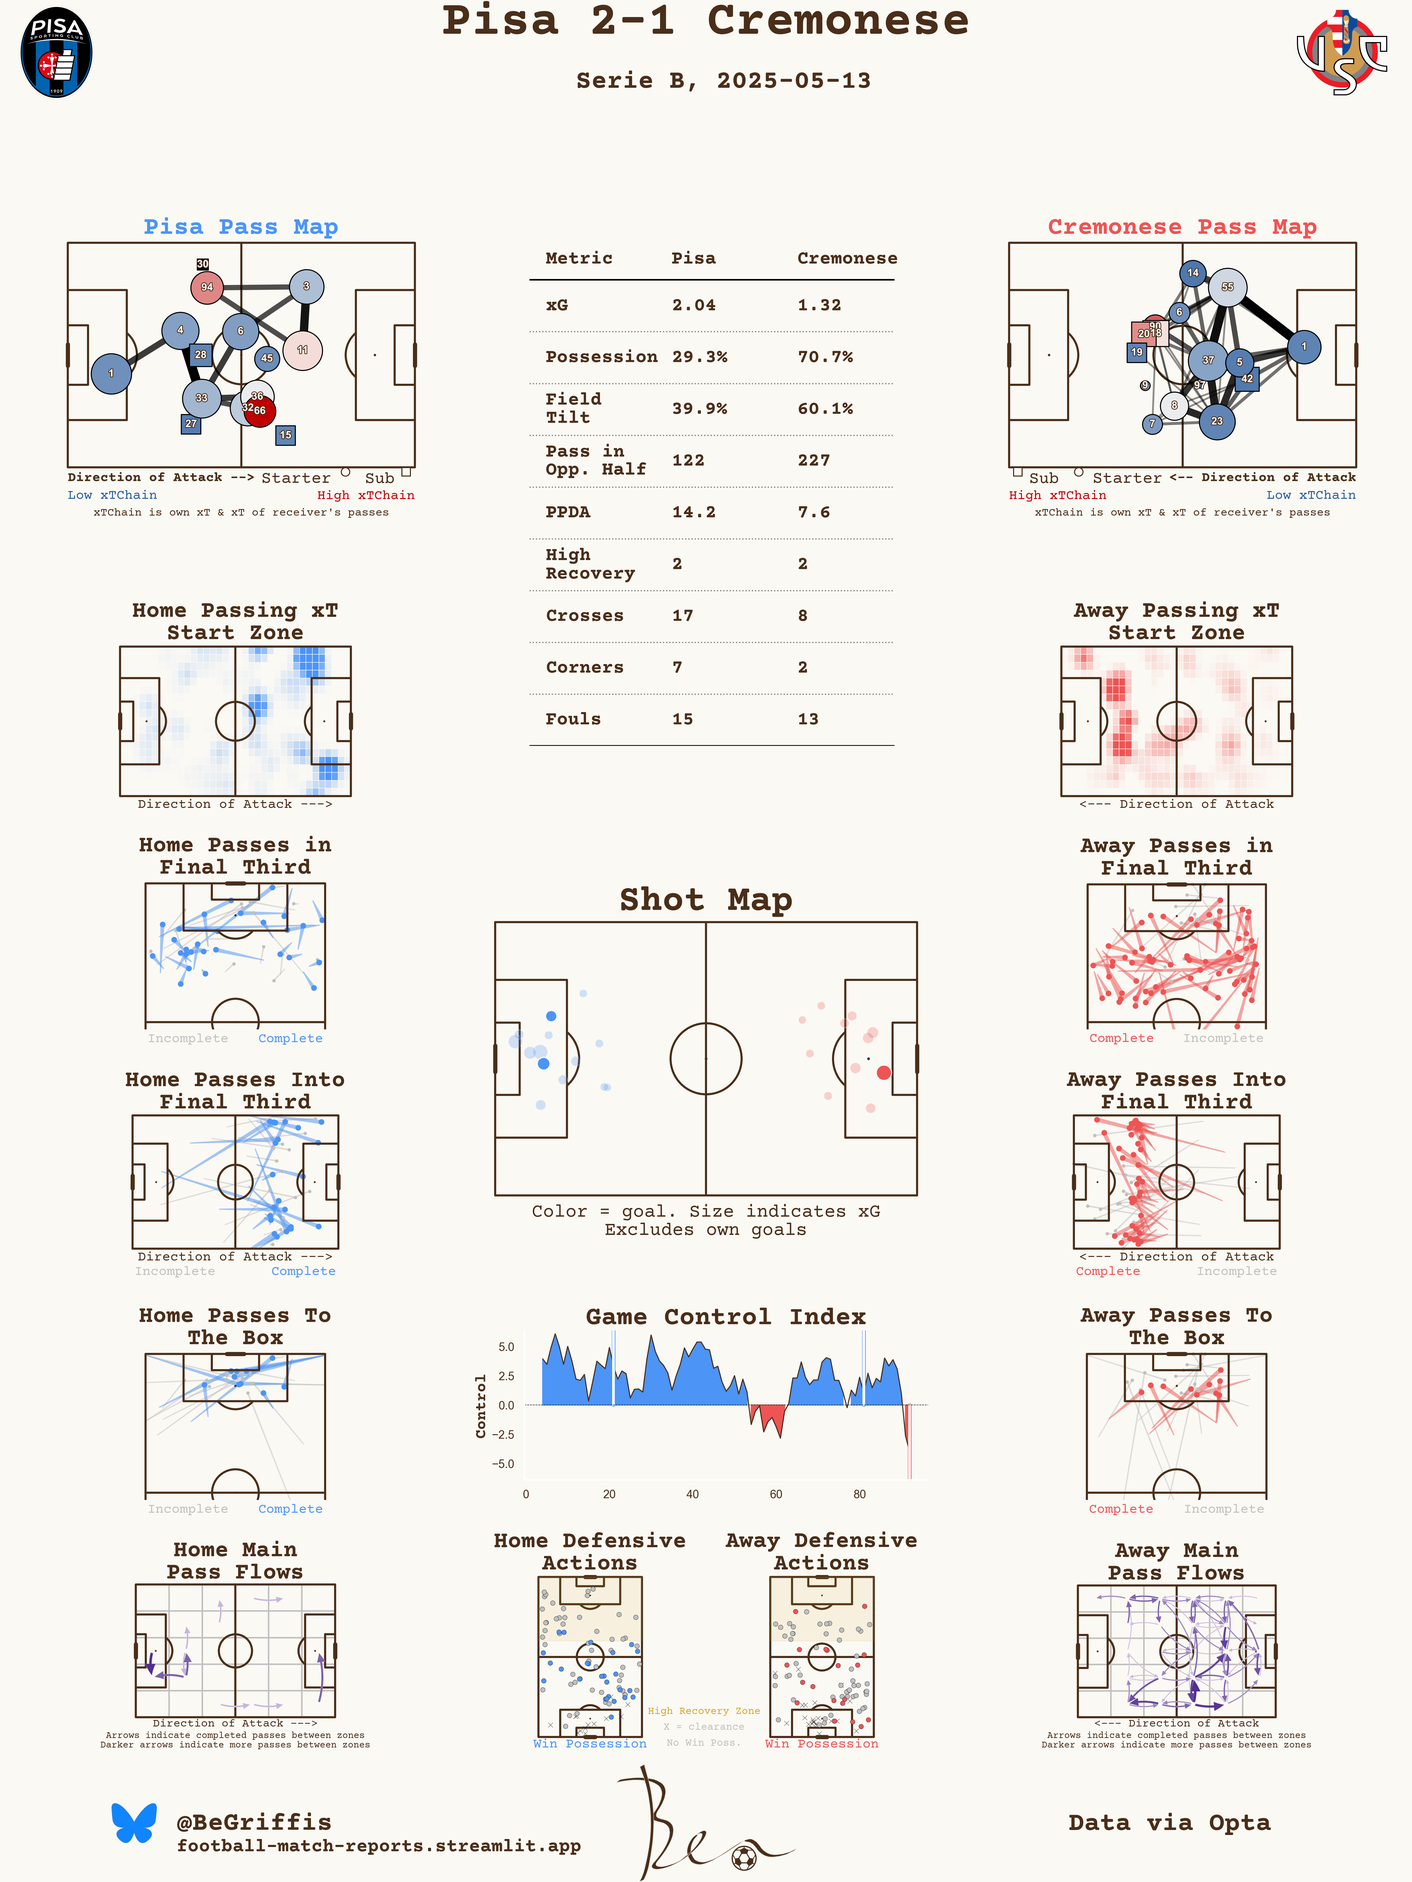 Pisa 2-1 Cremonese
Serie B, 2025-05-13
PISA
SPORTING CLUB
1909
USC
Pisa Pass Map
30
94
3
4
6
11
28
45
1
33
36
32
66
27
15
Direction of Attack --> Starter Sub
Low xTChain High xTChain
xTChain is own xT & xT of receiver's passes
Metric Pisa Cremonese
xG 2.04 1.32
Possession 29.3% 70.7%
Field
Tilt 39.9% 60.1%
Pass in
Opp. Half 122 227
PPDA 14.2 7.6
High
Recovery 2 2
Crosses 17 8
Corners 7 2
Fouls 15 13
Cremonese Pass Map
14
55
6
90
20
18
19
37
5
1
42
9
97
8
7
23
Sub Starter <-- Direction of Attack
High xTChain Low xTChain
xTChain is own xT & xT of receiver's passes
Home Passing xT
Start Zone
Direction of Attack --->
Away Passing xT
Start Zone
<--- Direction of Attack
Home Passes in
Final Third
Incomplete Complete
Away Passes in
Final Third
Complete Incomplete
Shot Map
Color = goal. Size indicates xG
Excludes own goals
Home Passes Into
Final Third
Direction of Attack --->
Incomplete Complete
Away Passes Into
Final Third
<--- Direction of Attack
Complete Incomplete
Home Passes To
The Box
Incomplete Complete
Game Control Index
Control
5.0
2.5
0.0
−2.5
−5.0
0 20 40 60 80
Away Passes To
The Box
Complete Incomplete
Home Main
Pass Flows
Direction of Attack --->
Arrows indicate completed passes between zones
Darker arrows indicate more passes between zones
Home Defensive
Actions
Win Possession
High Recovery Zone
X = clearance
No Win Poss.
Away Defensive
Actions
Win Possession
Away Main
Pass Flows
<--- Direction of Attack
Arrows indicate completed passes between zones
Darker arrows indicate more passes between zones
@BeGriffis
football-match-reports.streamlit.app
Ben
Data via Opta